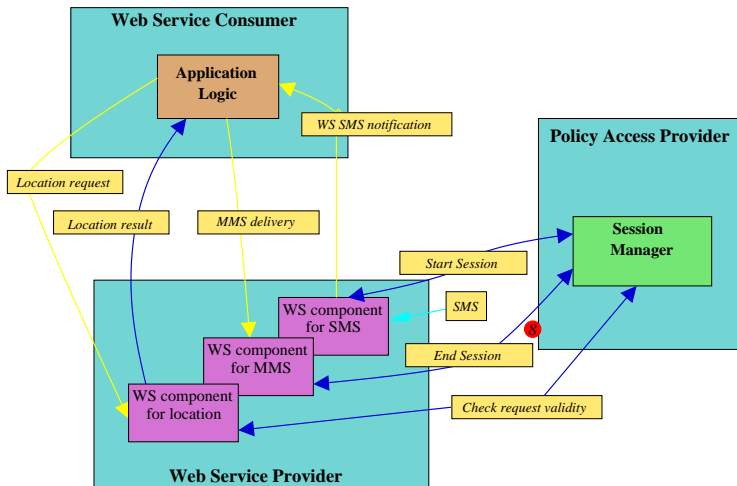 Web Service Consumer
Application
Logic
WS SMS notification
Policy Access Provider
Location request
Location result
MMS delivery
Session
Manager
Start Session
SMS
WS component
for SMS
8
WS component
for MMS
End Session
WS component
for location
Check request validity
Web Service Provider